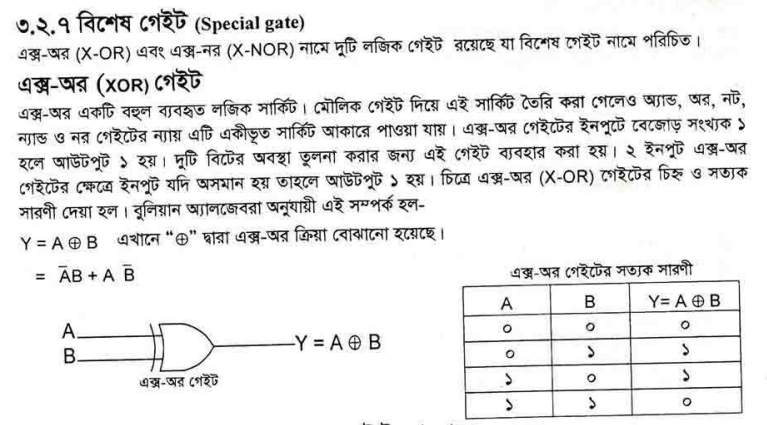 ৩.২.৭ বিশেষ গেইট (Special gate)
এক্স-অর (X-OR) এবং এক্স-নর (X-NOR) নামে দুটি লজিক গেইট রয়েছে যা বিশেষ গেইট নামে পরিচিত।
এক্স-অর (XOR) গেইট
এক্স-অর একটি বহুল ব্যবহৃত লজিক সার্কিট। মৌলিক গেইট দিয়ে এই সার্কিট তৈরি করা গেলেও অ্যান্ড, অর, নট,
ন্যান্ড ও নর গেইটের ন্যায় এটি একীভূত সার্কিট আকারে পাওয়া যায়। এক্স-অর গেইটের ইনপুটে বেজোড় সংখ্যক ১
হলে আউটপুট ১ হয়। দুটি বিটের অবস্থা তুলনা করার জন্য এই গেইট ব্যবহার করা হয়। ২ ইনপুট এক্স-অর
গেইটের ক্ষেত্রে ইনপুট যদি অসমান হয় তাহলে আউটপুট ১ হয়। চিত্রে এক্স-অর (X-OR) গেইটের চিহ্ন ও সত্যক
সারণী দেয়া হল। বুলিয়ান অ্যালজেবরা অনুযায়ী এই সম্পর্ক হল-
Y = A ⊕ B এখানে “⊕” দ্বারা এক্স-অর ক্রিয়া বোঝানো হয়েছে।
= A̅B + A B̅
A
B
Y = A ⊕ B
এক্স-অর গেইট
এক্স-অর গেইটের সত্যক সারণী
A B Y= A ⊕ B
০ ০ ০
০ ১ ১
১ ০ ১
১ ১ ০